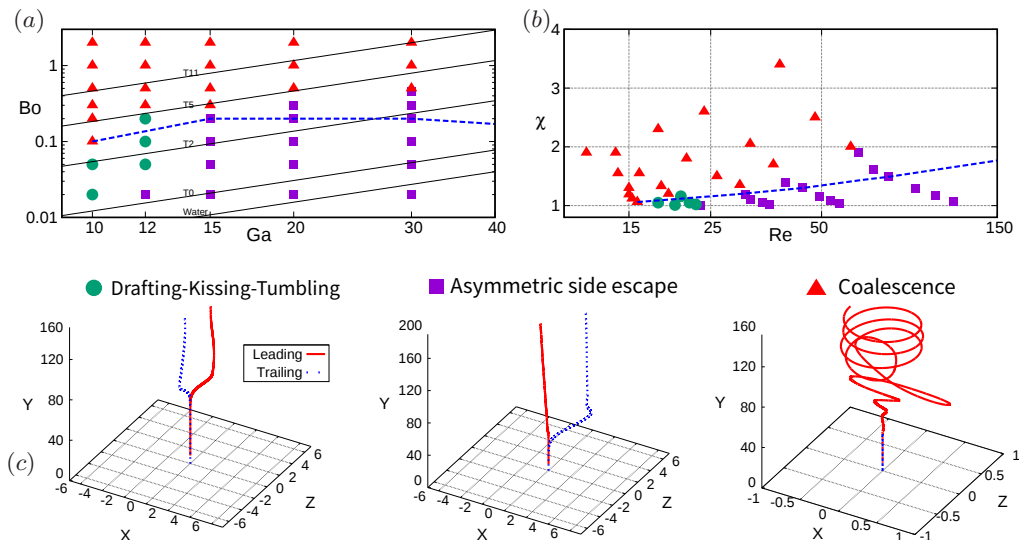 (a)
Bo
1
0.1
0.01
T11
T5
T2
T0
Water
10 12 15 20 30 40
Ga
(b)
χ
4
3
2
1
15 25 50 150
Re
Drafting-Kissing-Tumbling
Asymmetric side escape
Coalescence
(c)
160
120
80
40
0
Y
Leading
Trailing
-6 -4 -2 0 2 4 6
X
-6 -4 -2 0 2 4 6
Z
200
160
120
80
40
0
Y
-6 -4 -2 0 2 4 6
X
-6 -4 -2 0 2 4 6
Z
160
120
80
40
0
Y
-1 -0.5 0 0.5 1
X
-1 -0.5 0 0.5 1
Z